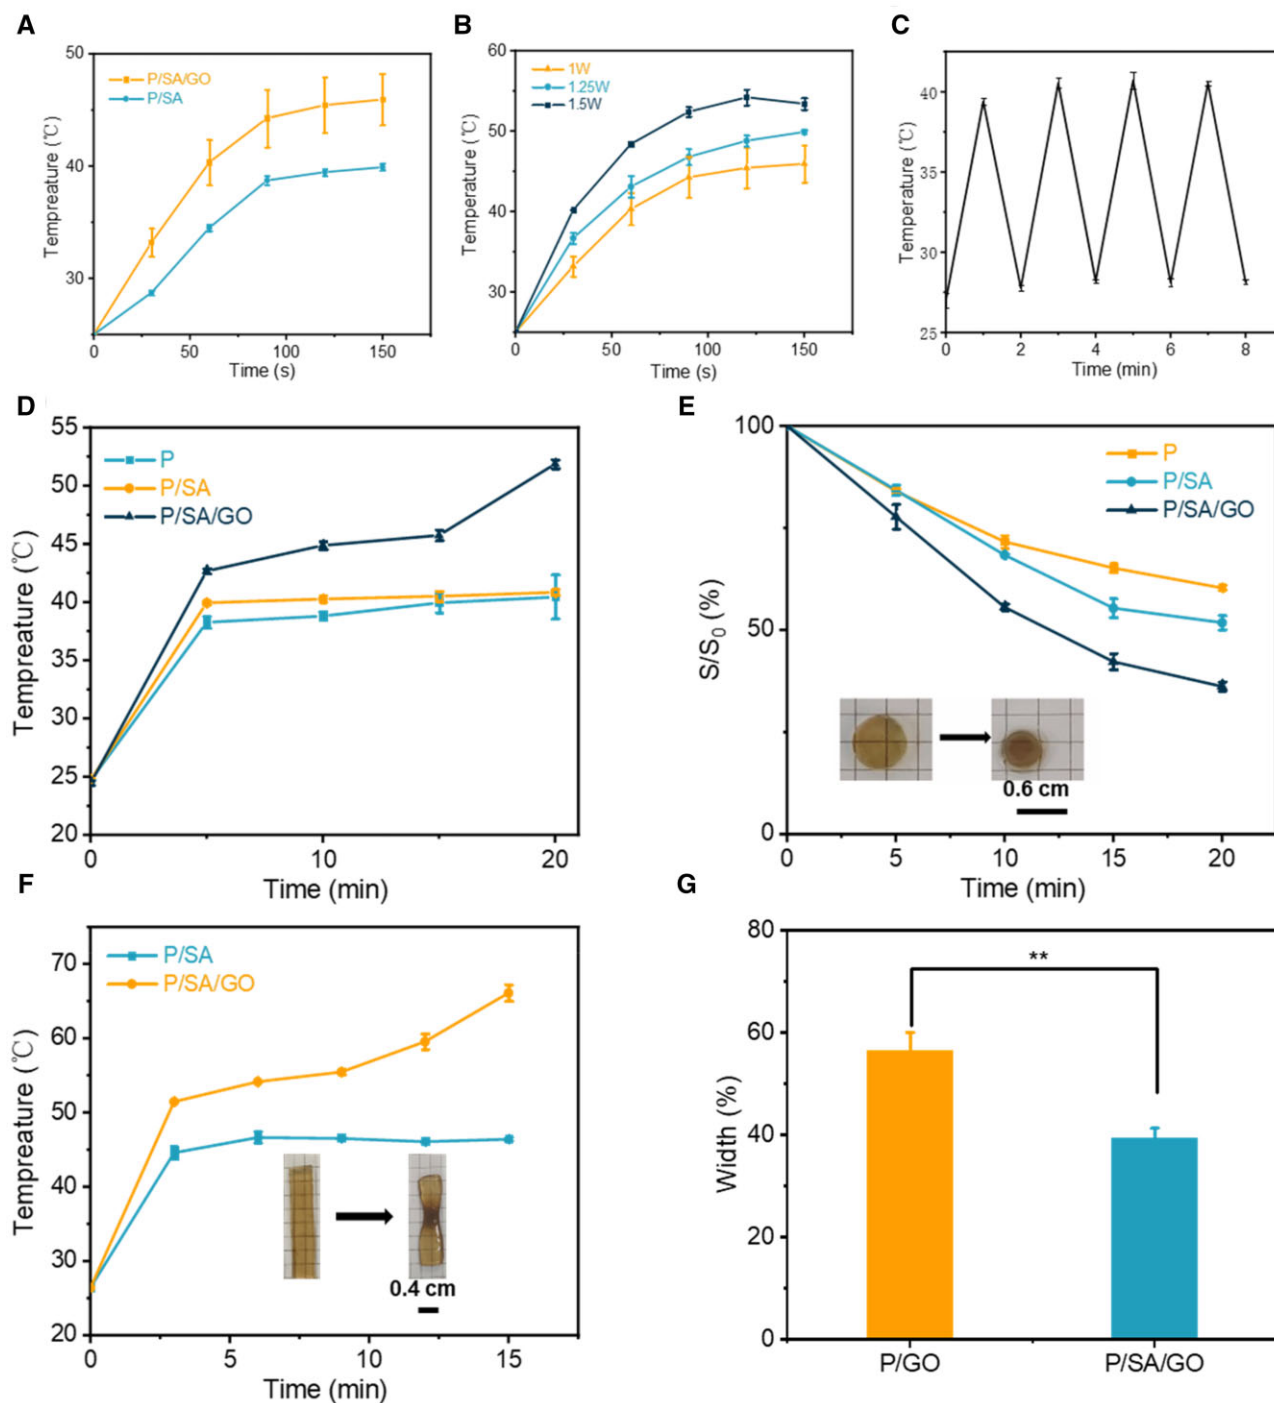 A
50
40
30
Tempreature (℃)
P/SA/GO
P/SA
0
50
100
150
Time (s)
B
60
50
40
30
Temperature (℃)
1W
1.25W
1.5W
0
50
100
150
Time (s)
C
40
35
30
25
Temperature (℃)
0
2
4
6
8
Time (min)
D
55
50
45
40
35
30
25
20
Tempreature (℃)
P
P/SA
P/SA/GO
0
10
20
Time (min)
E
100
50
0
S/S0 (%)
P
P/SA
P/SA/GO
0.6 cm
0
5
10
15
20
Time (min)
F
70
60
50
40
30
20
Tempreature (℃)
P/SA
P/SA/GO
0.4 cm
0
5
10
15
Time (min)
G
80
60
40
20
0
Width (%)
**
P/GO
P/SA/GO